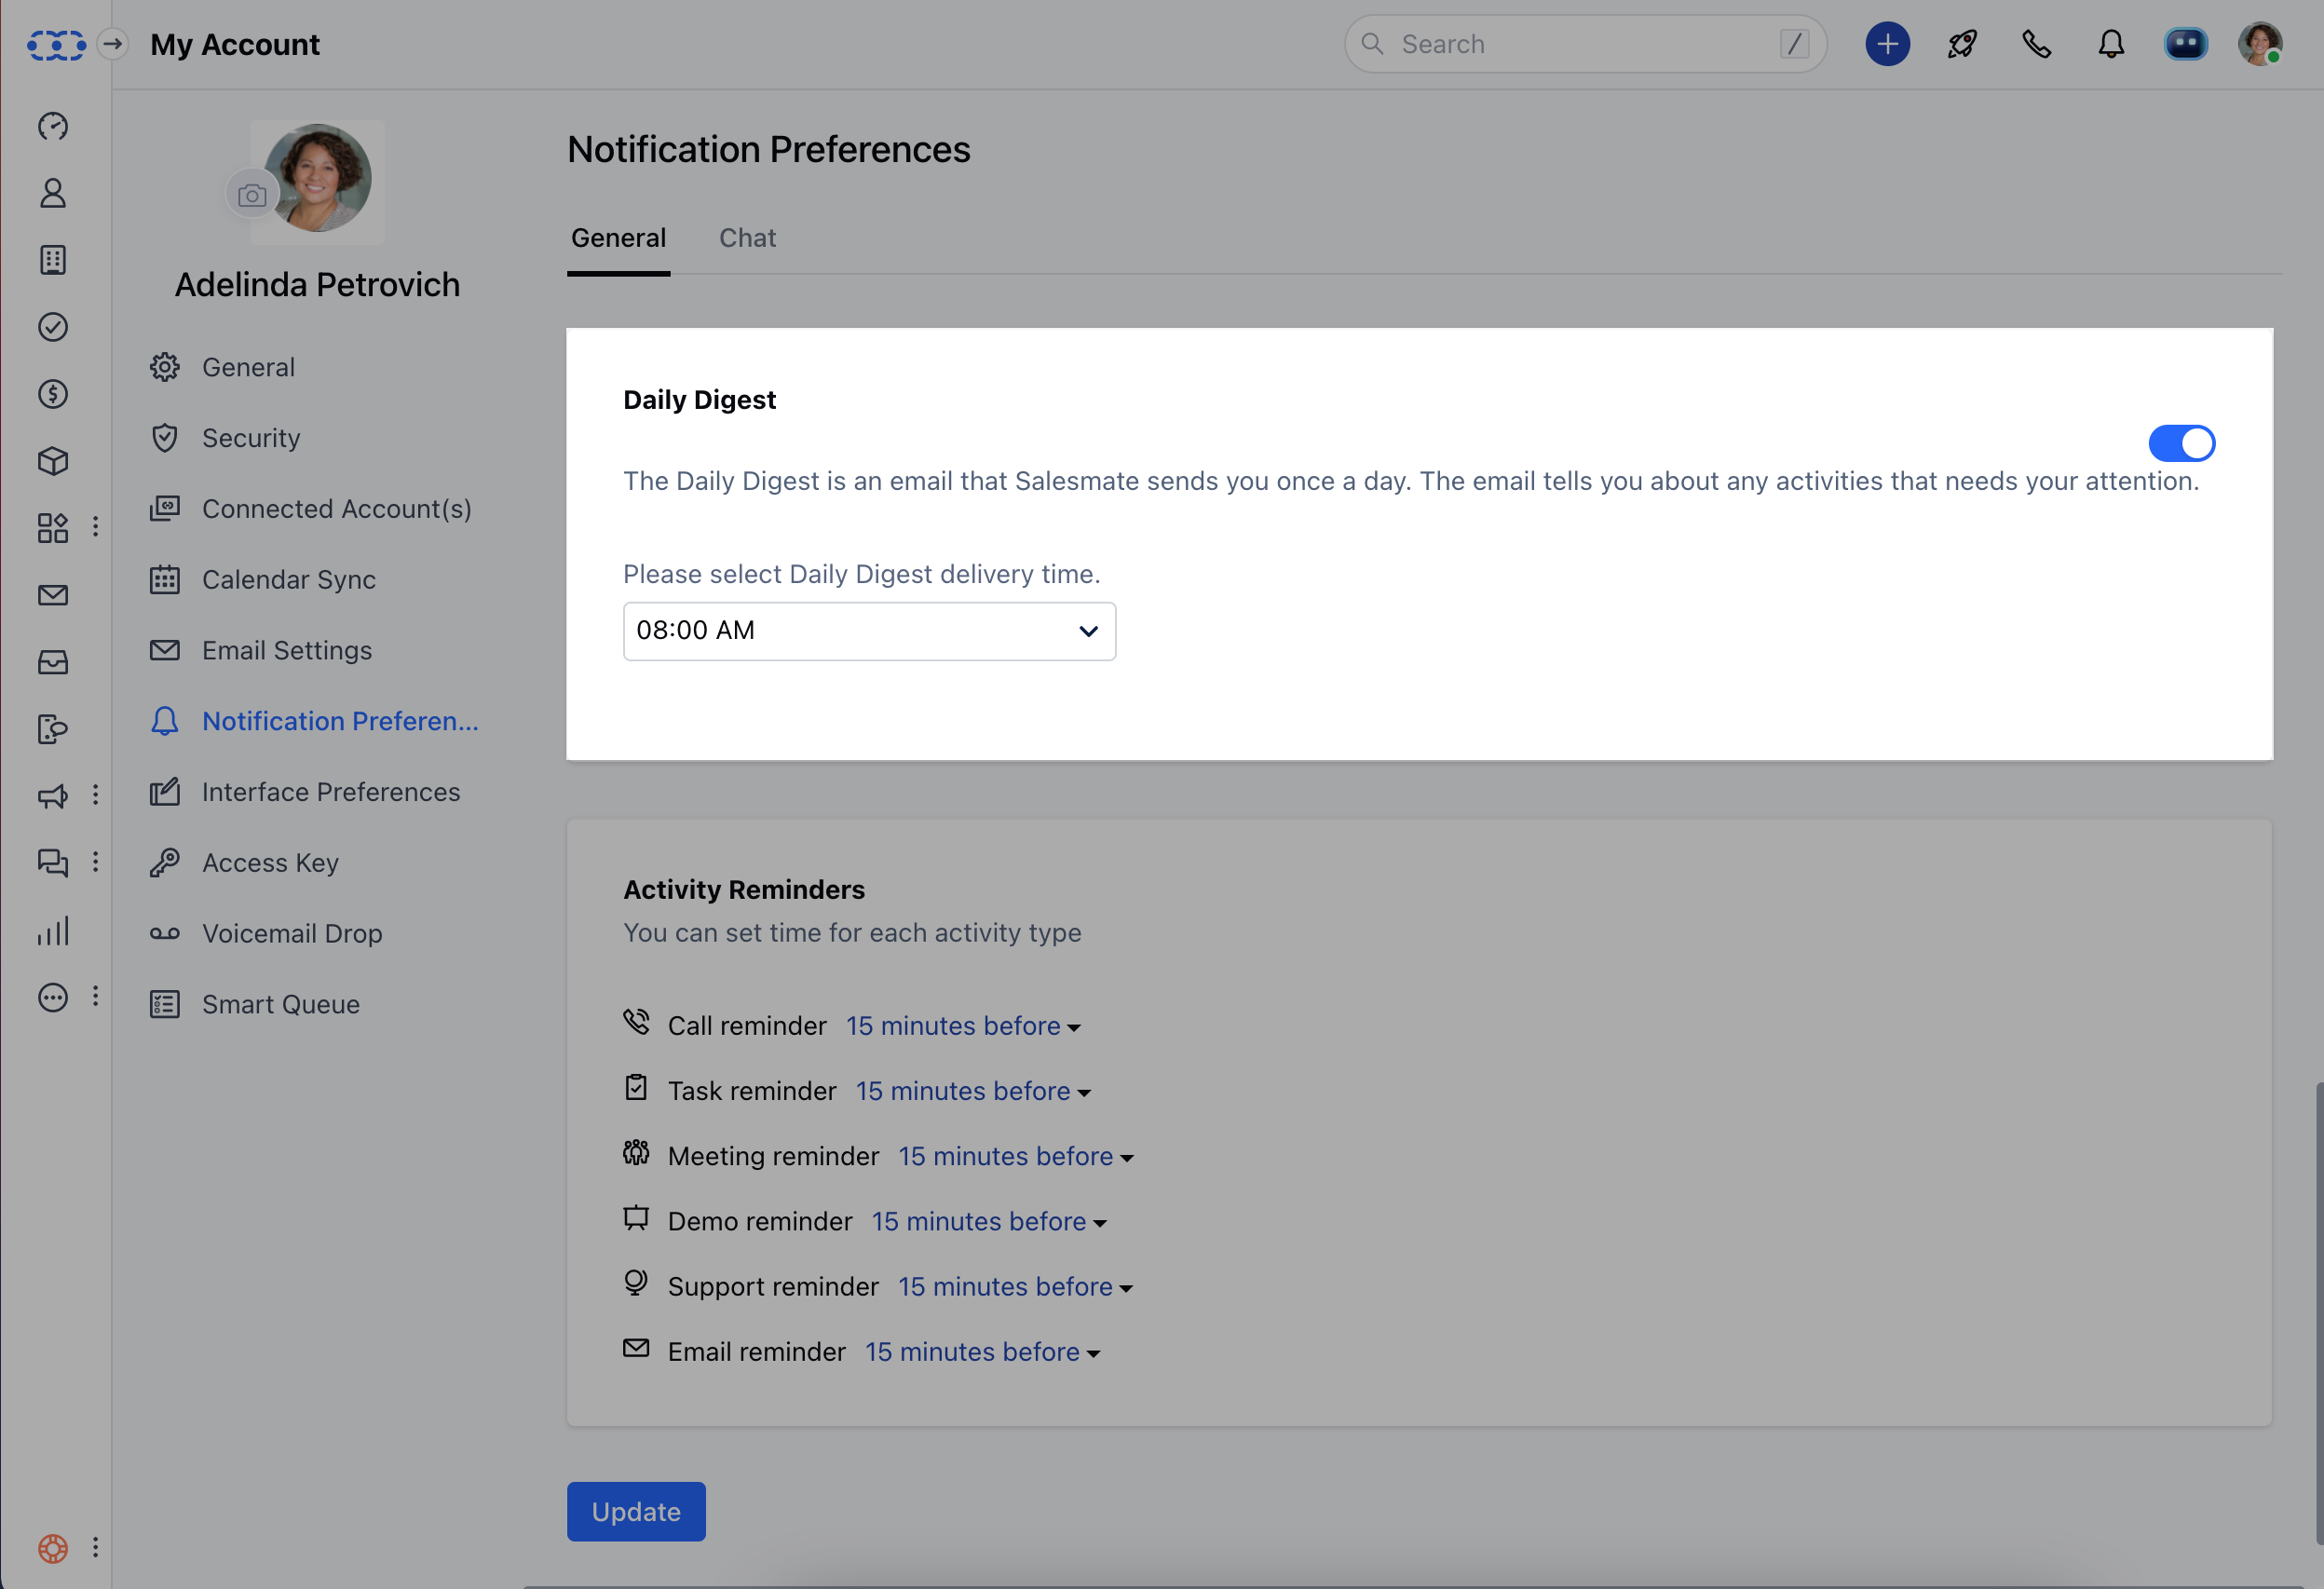 My Account
Search /
Adelinda Petrovich
General
Security
Connected Account(s)
Calendar Sync
Email Settings
Notification Preferen...
Interface Preferences
Access Key
Voicemail Drop
Smart Queue
Notification Preferences
General Chat
Daily Digest
The Daily Digest is an email that Salesmate sends you once a day. The email tells you about any activities that needs your attention.
Please select Daily Digest delivery time.
08:00 AM
Activity Reminders
You can set time for each activity type
Call reminder 15 minutes before
Task reminder 15 minutes before
Meeting reminder 15 minutes before
Demo reminder 15 minutes before
Support reminder 15 minutes before
Email reminder 15 minutes before
Update